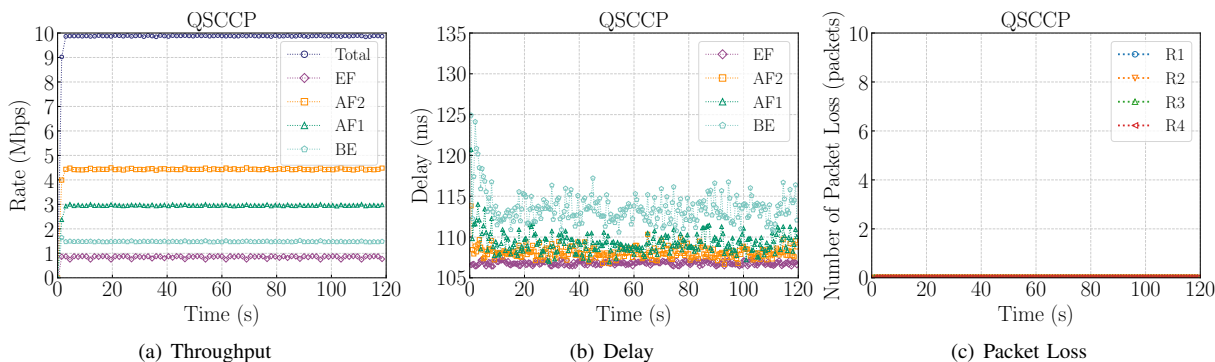 QSCCP
10
9
8
7
6
5
4
3
2
1
0
Rate (Mbps)
Total
EF
AF2
AF1
BE
0 20 40 60 80 100 120
Time (s)
(a) Throughput
QSCCP
135
130
125
120
115
110
105
Delay (ms)
EF
AF2
AF1
BE
0 20 40 60 80 100 120
Time (s)
(b) Delay
QSCCP
10
8
6
4
2
0
Number of Packet Loss (packets)
R1
R2
R3
R4
0 20 40 60 80 100 120
Time (s)
(c) Packet Loss